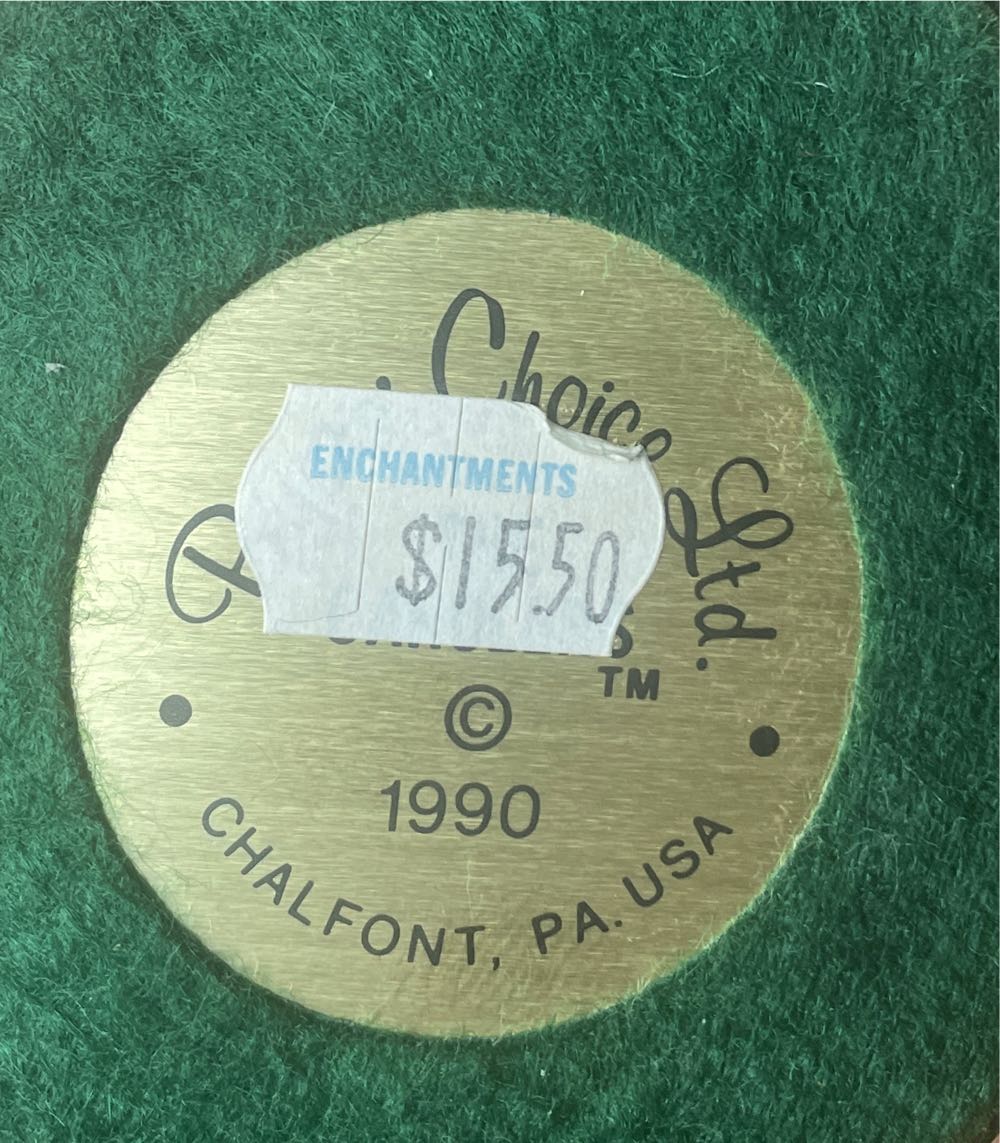 Choice Ltd.
ENCHANTMENTS
$15.50
TM
©
1990
CHALFONT, PA. USA